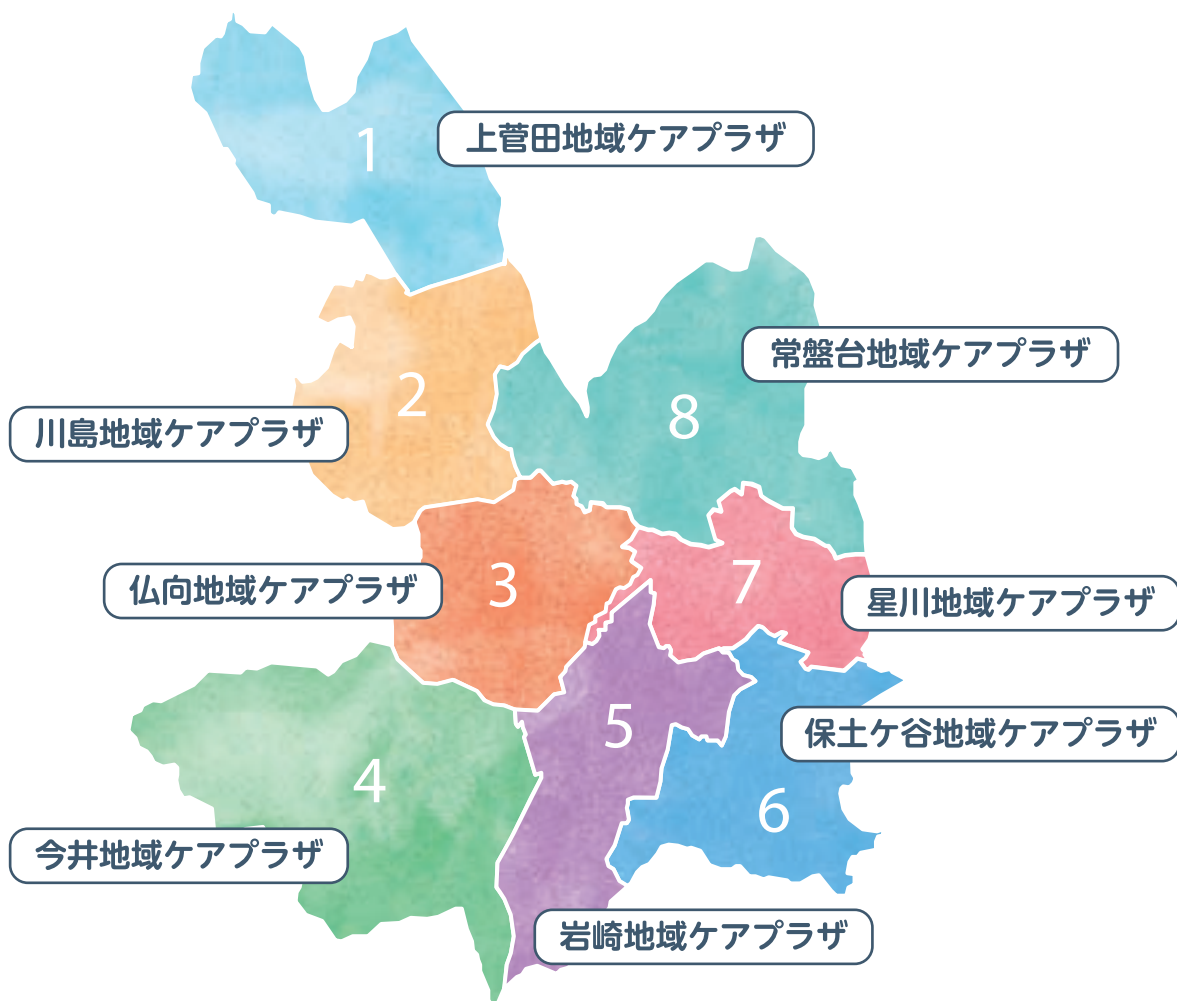 1
上菅田地域ケアプラザ
常盤台地域ケアプラザ
2
8
川島地域ケアプラザ
3
仏向地域ケアプラザ
7
星川地域ケアプラザ
5
保土ケ谷地域ケアプラザ
4
6
今井地域ケアプラザ
岩崎地域ケアプラザ